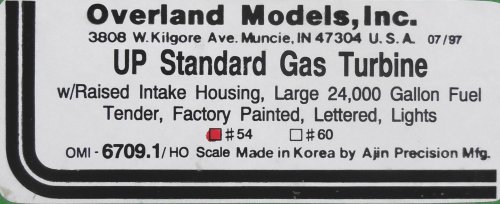 Overland Models, Inc.
3808 W. Kilgore Ave. Muncie, IN 47304 U. S. A. 07/97
UP Standard Gas Turbine
w/Raised Intake Housing, Large 24,000 Gallon Fuel
Tender, Factory Painted, Lettered, Lights
#54 #60
OMI - 6709.1/ HO Scale Made in Korea by Ajin Precision Mfg.